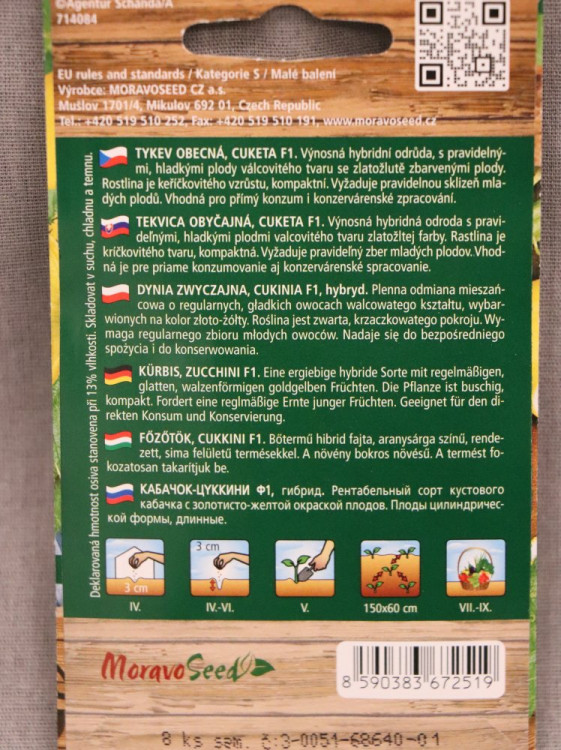 ©Agentur Schanda/A
714084
EU rules and standards / Kategorie S / Malé balení
Výrobce: MORAVOSEED CZ a.s.
Mušlov 1701/4, Mikulov 692 01, Czech Republic
Tel.: +420 519 510 252, Fax: +420 519 510 191, www.moravoseed.cz
Deklarovaná hmotnost osiva stanovena při 13% vlhkosti. Skladovat v suchu, chladnu a temnu.
TYKEV OBECNÁ, CUKETA F1. Výnosná hybridní odrůda, s pravidelný-
mi, hladkými plody válcovitého tvaru se zlatožlutě zbarvenými plody.
Rostlina je keříčkovitého vzrůstu, kompaktní. Vyžaduje pravidelnou sklizeň mla-
dých plodů. Vhodná pro přímý konzum i konzervárenské zpracování.
TEKVICA OBYČAJNÁ, CUKETA F1. Výnosná hybridná odroda s pravi-
deľnými, hladkými plodmi valcovitého tvaru zlatožltej farby. Rastlina je
kríčkovitého vzrastu, kompaktná. Vyžaduje pravideľný zber mladých plodov. Vhod-
ná je pre priame konzumovanie aj konzervárenské spracovanie.
DYNIA ZWYCZAJNA, CUKINIA F1, hybryd. Plenna odmiana mieszań-
cowa o regularnych, gładkich owocach walcowatego kształtu, wybar-
wionych na kolor złoto-żółty. Roślina jest zwarta, krzaczkowatego pokroju. Wy-
maga regularnego zbioru młodych owoców. Nadaje się do bezpośredniego
spożycia i do konserwowania.
KÜRBIS, ZUCCHINI F1. Eine ergiebige hybride Sorte mit regelmäßigen,
glatten, walzenförmigen goldgelben Früchten. Die Pflanze ist buschig,
kompakt. Fordert eine reglmäßige Ernte junger Früchten. Geeignet für den di-
rekten Konsum und Konservierung.
FŐZŐTÖK, CUKKINI F1. Bőtermű hibrid fajta, aranysárga színű, rende-
zett, sima felületű termésekkel. A növény bokros növésű. A termést fo-
kozatosan takarítjuk be.
КАБАЧОК-ЦУККИНИ Ф1, гибрид. Рентабельный сорт кустового
кабачка с золотисто-желтой окраской плодов. Плоды цилиндричес-
кой формы, длинные.
3 cm
3 cm
IV.
IV.-VI.
V.
150x60 cm
VII.-IX.
MoravoSeed
8 590383 672519
8 ks sem. č:3-0051-68640-01